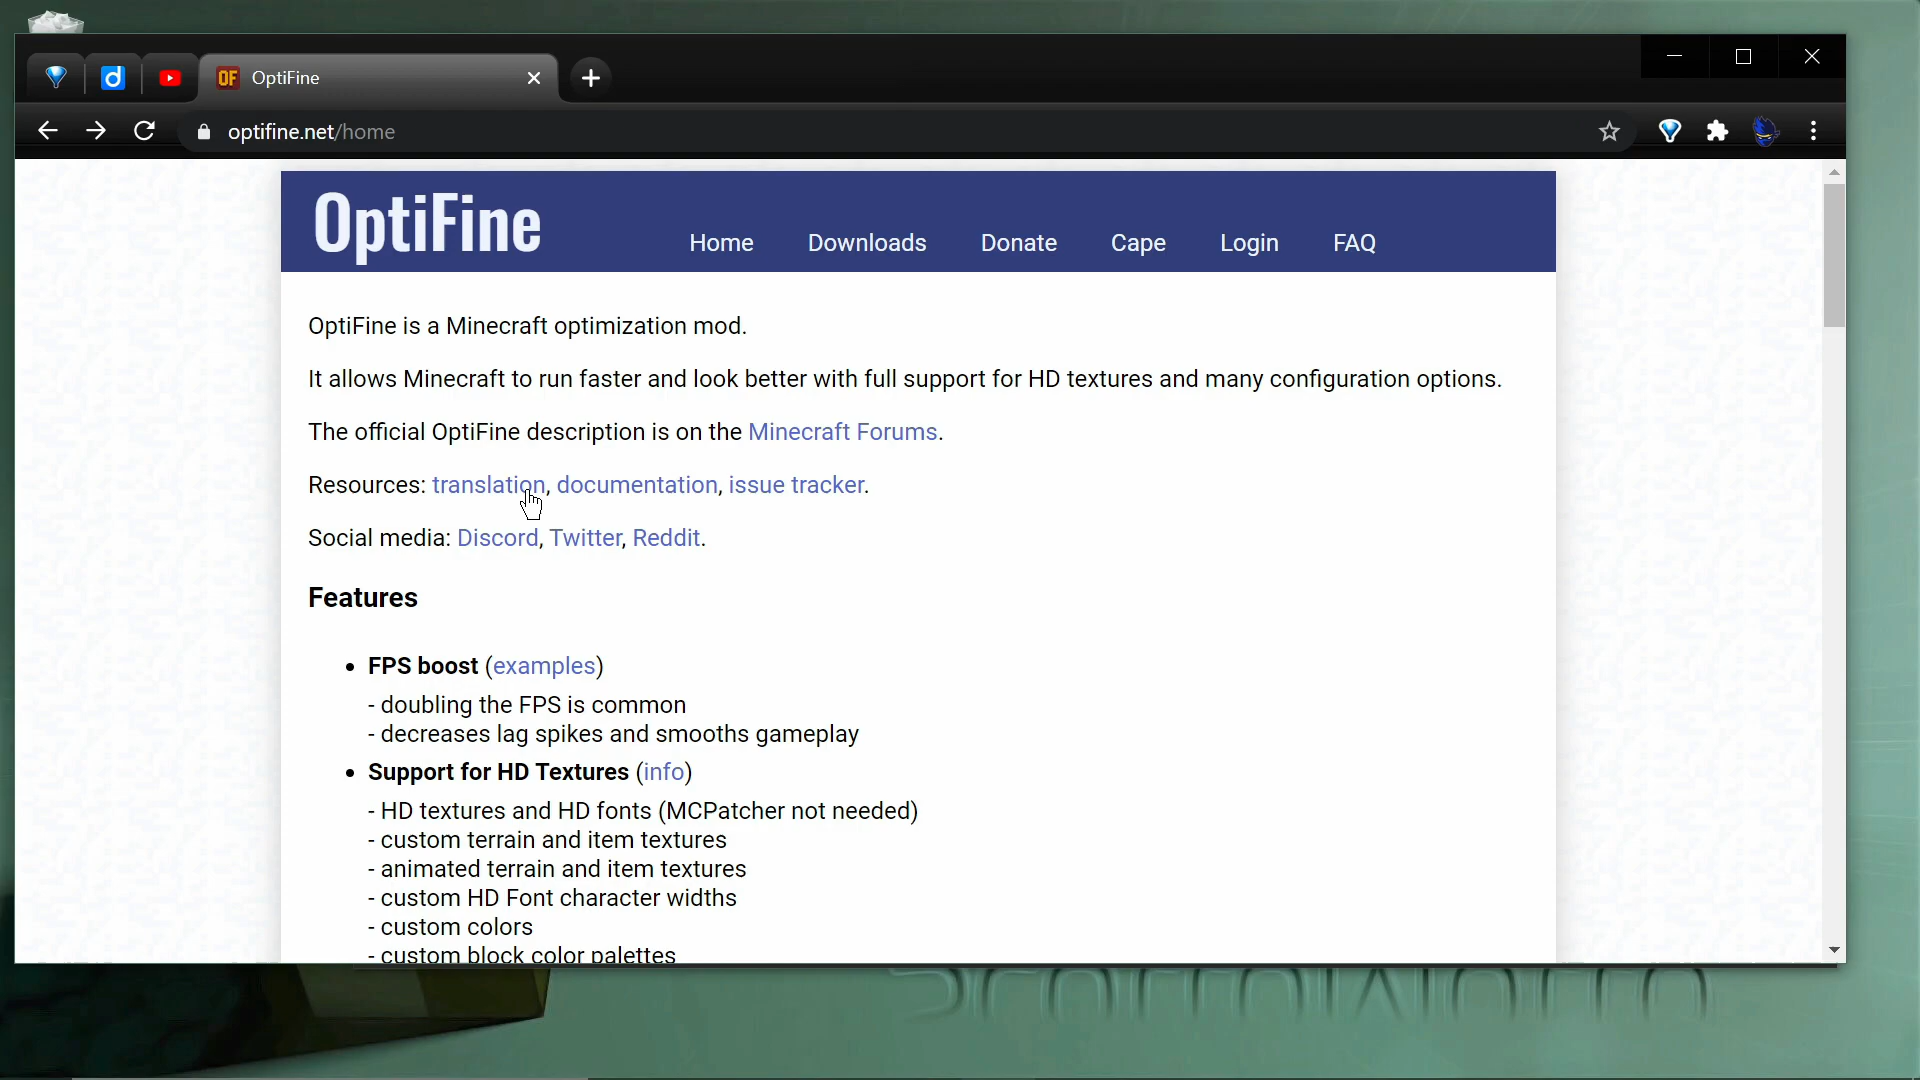 OF OptiFine
optifine.net/home
OptiFine Home Downloads Donate Cape Login FAQ
OptiFine is a Minecraft optimization mod.
It allows Minecraft to run faster and look better with full support for HD textures and many configuration options.
The official OptiFine description is on the Minecraft Forums.
Resources: translation, documentation, issue tracker.
Social media: Discord, Twitter, Reddit.
Features
• FPS boost (examples)
- doubling the FPS is common
- decreases lag spikes and smooths gameplay
• Support for HD Textures (info)
- HD textures and HD fonts (MCPatcher not needed)
- custom terrain and item textures
- animated terrain and item textures
- custom HD Font character widths
- custom colors
- custom block color palettes